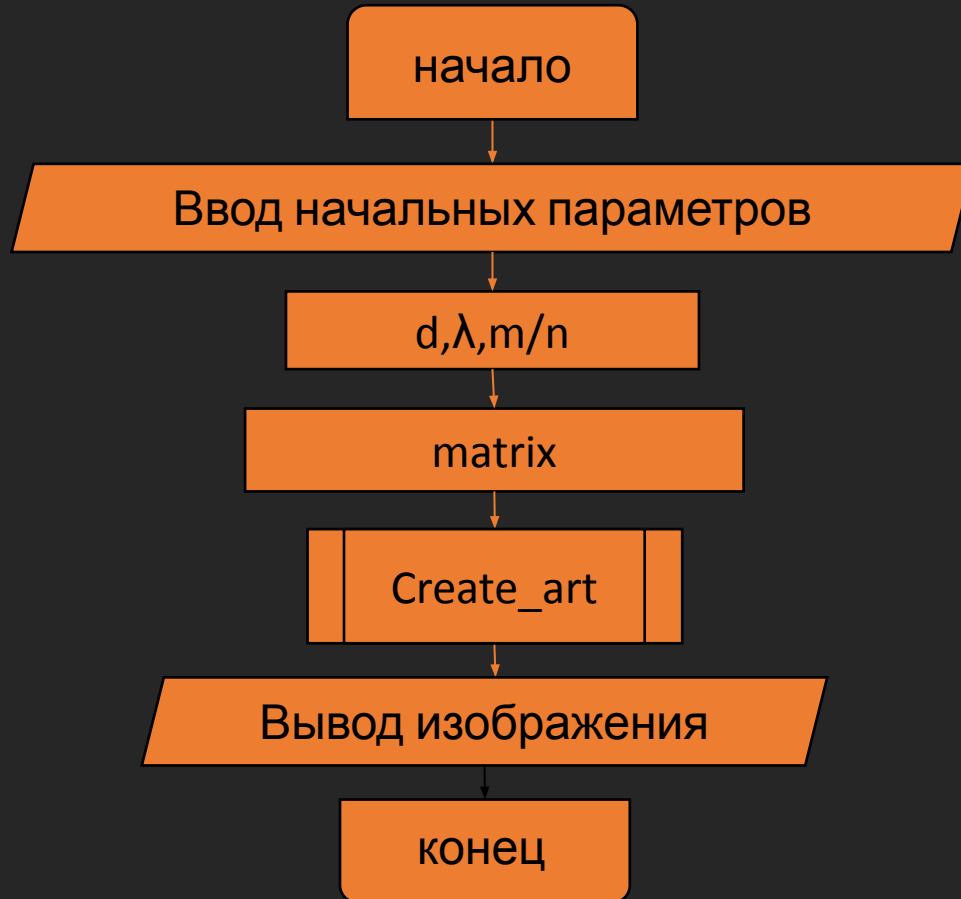 начало
Ввод начальных параметров
d,λ,m/n
matrix
Create_art
Вывод изображения
конец